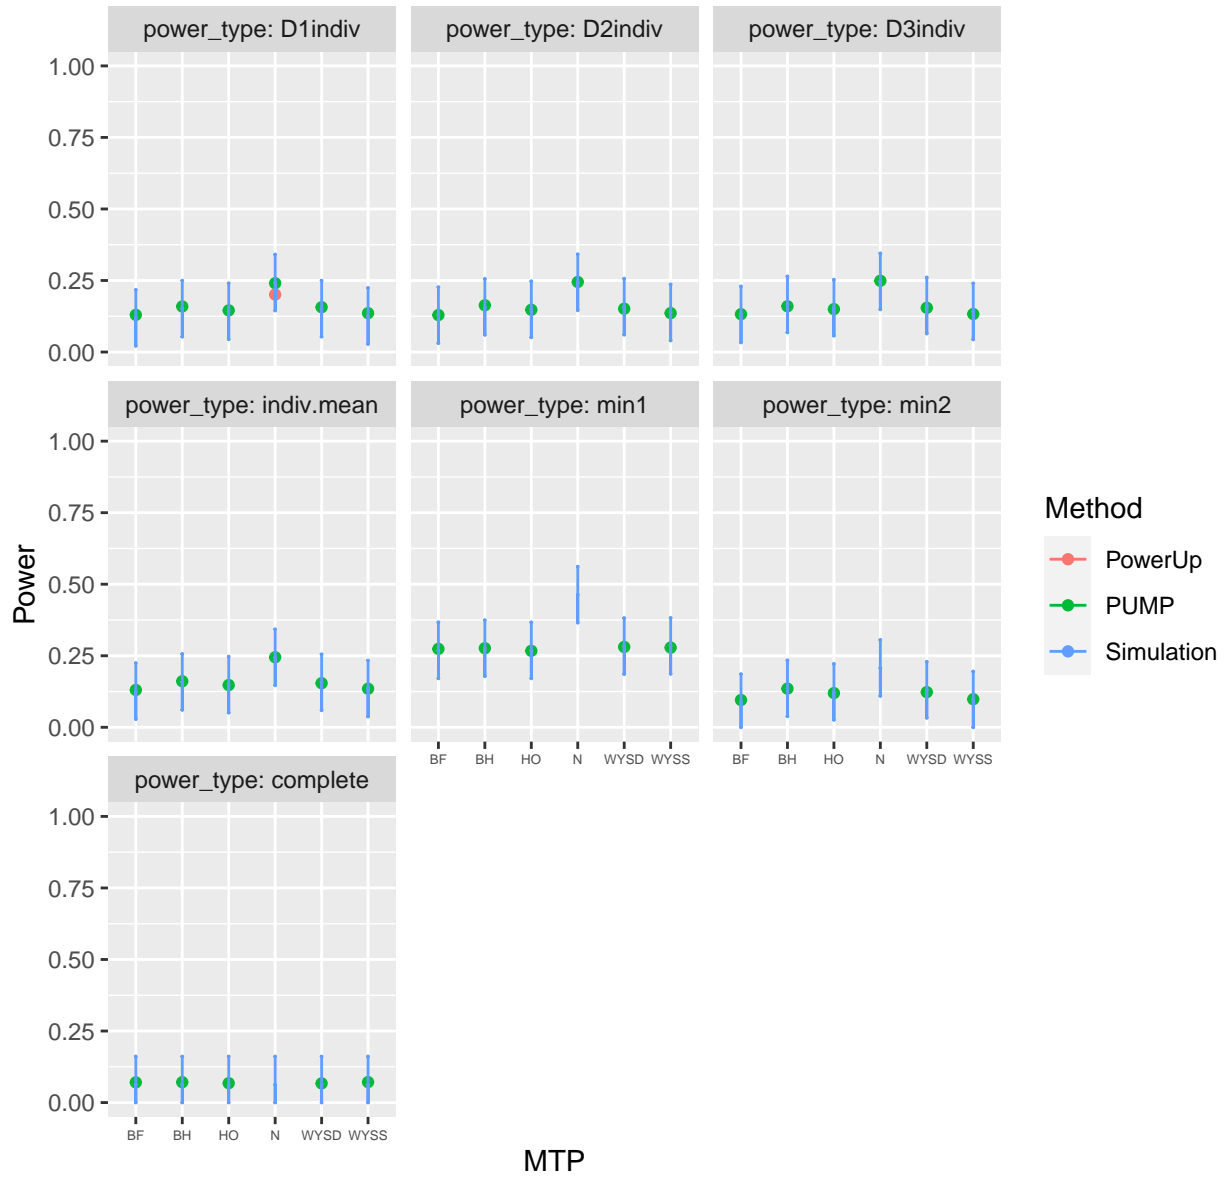 power_type: D1indiv power_type: D2indiv power_type: D3indiv
1.00
0.75
0.50
0.25
0.00
power_type: indiv.mean power_type: min1 power_type: min2
1.00
0.75
0.50
0.25
0.00
BF BH HO N WYSD WYSS BF BH HO N WYSD WYSS
power_type: complete
1.00
0.75
0.50
0.25
0.00
BF BH HO N WYSD WYSS
MTP
Power
Method
PowerUp
PUMP
Simulation